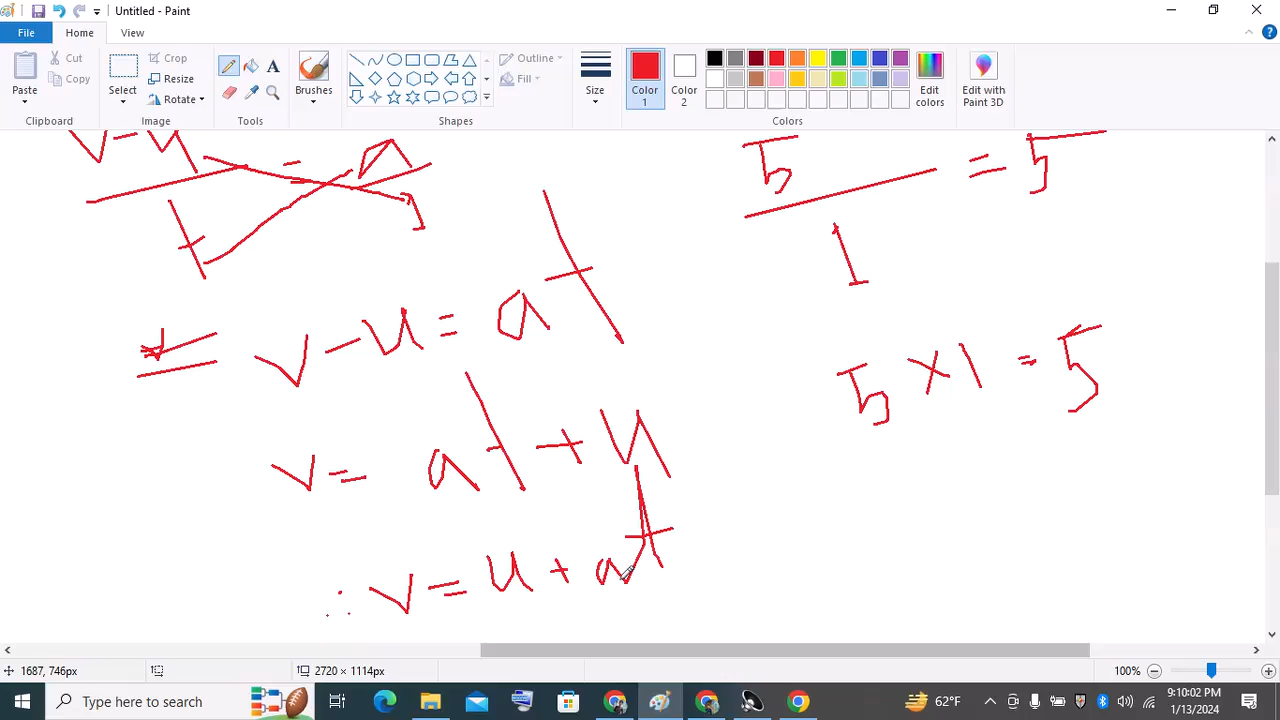 Untitled - Paint
File
Home
View
Paste
Cut
Copy
Clipboard
Select
Crop
Resize
Rotate
Image
Tools
Brushes
Shapes
Outline
Fill
Size
Color 1
Color 2
Edit colors
Edit with Paint 3D
Colors
v - u
t
= a
1
v - u = at
v = at + u
∴ v = u + at
5
1
= 5
5 × 1 = 5
1687, 746px
2720 × 1114px
100%
Type here to search
62°F
9:10:02 PM
1/13/2024